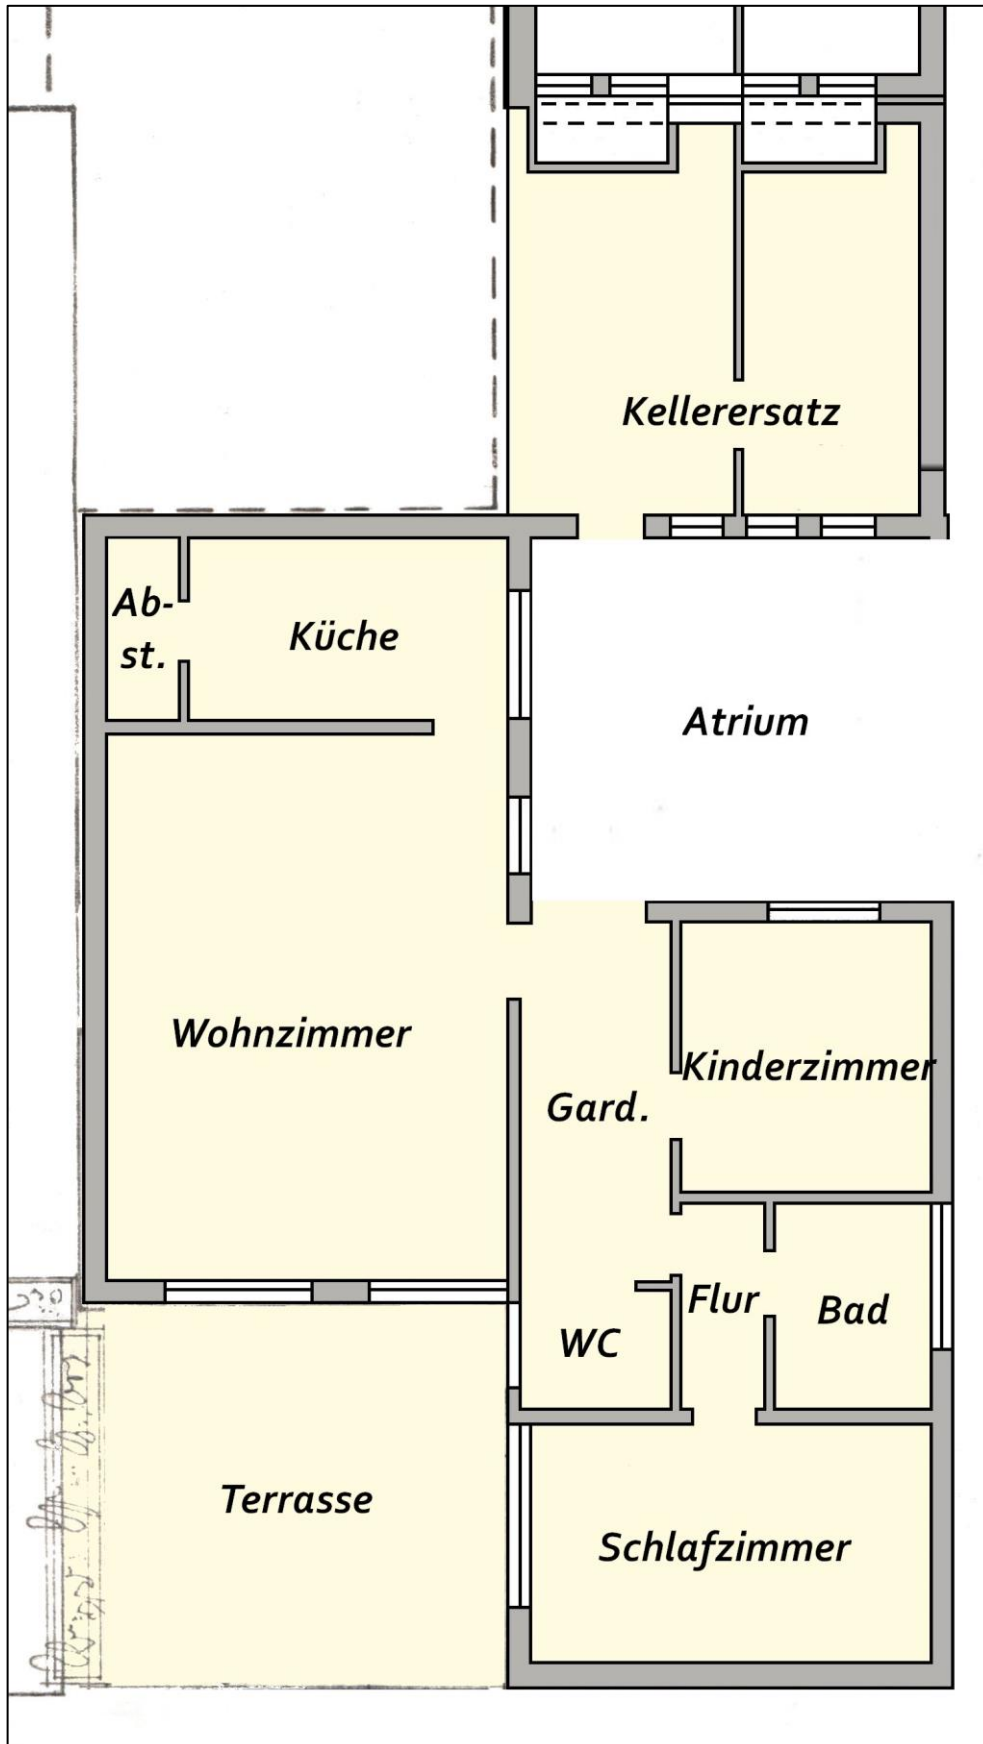 Kellerersatz
Ab-
st.
Küche
Atrium
Wohnzimmer
Kinderzimmer
Gard.
Flur
Bad
WC
Terrasse
Schlafzimmer